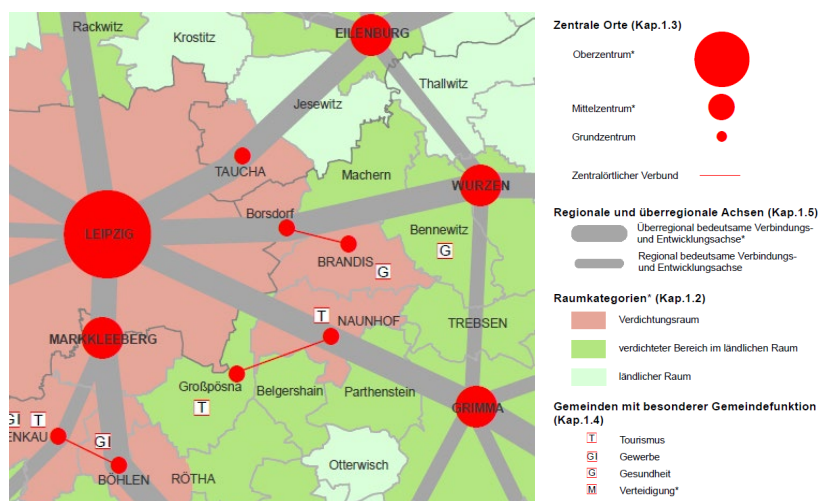 Rackwitz
Krostitz
EILENBURG
Thallwitz
Jesewitz
TAUCHA
Machern
WURZEN
Borsdorf
LEIPZIG
Bennewitz
G
BRANDIS
G
T
NAUNHOF
TREBSEN
MARKKLEEBERG
Großpösna
T
Belgershain
Parthenstein
GRIMMA
GI
T
ENKAU
GI
BÖHLEN
RÖTHA
Otterwisch
Zentrale Orte (Kap.1.3)
Oberzentrum*
Mittelzentrum*
Grundzentrum
Zentralörtlicher Verbund
Regionale und überregionale Achsen (Kap.1.5)
Überregional bedeutsame Verbindungs-
und Entwicklungsachse*
Regional bedeutsame Verbindungs-
und Entwicklungsachse
Raumkategorien* (Kap.1.2)
Verdichtungsraum
verdichteter Bereich im ländlichen Raum
ländlicher Raum
Gemeinden mit besonderer Gemeindefunktion
(Kap.1.4)
T Tourismus
GI Gewerbe
G Gesundheit
M Verteidigung*